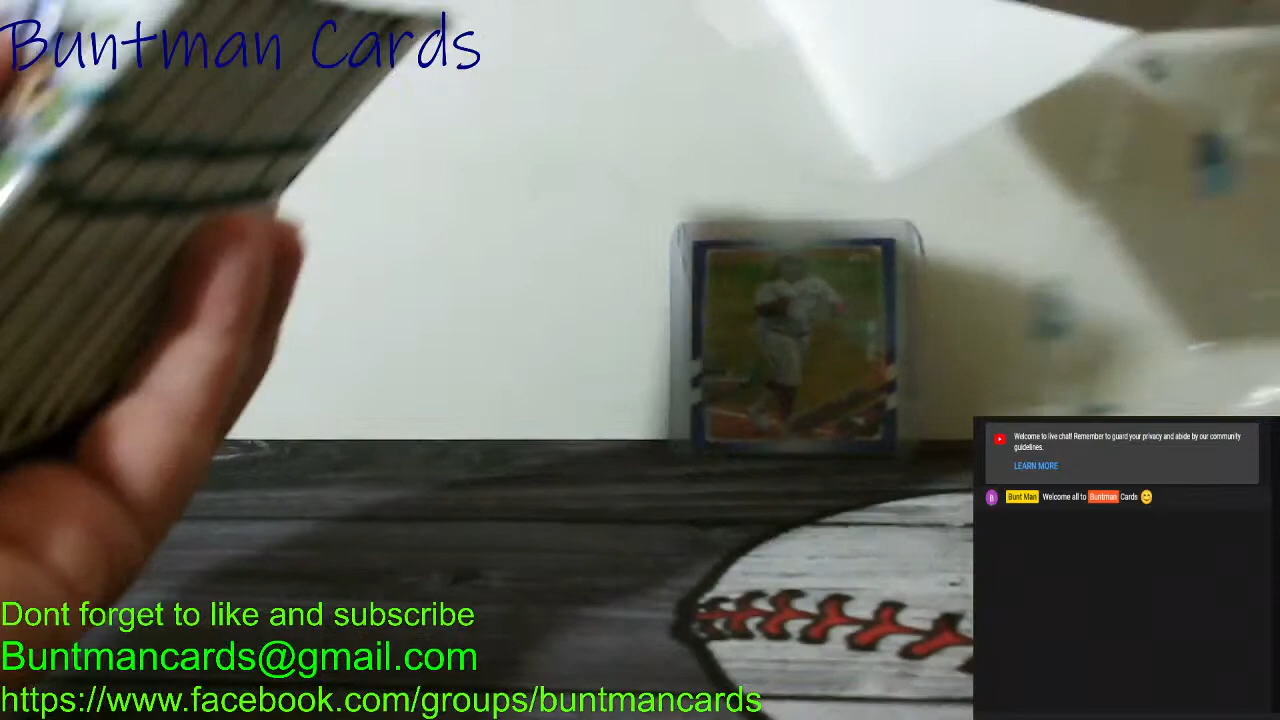 Buntman Cards
Welcome to live chat! Remember to guard your privacy and abide by our community
guidelines.
LEARN MORE
B Bunt Man Welcome all to Buntman Cards 😊
Dont forget to like and subscribe
Buntmancards@gmail.com
https://www.facebook.com/groups/buntmancards